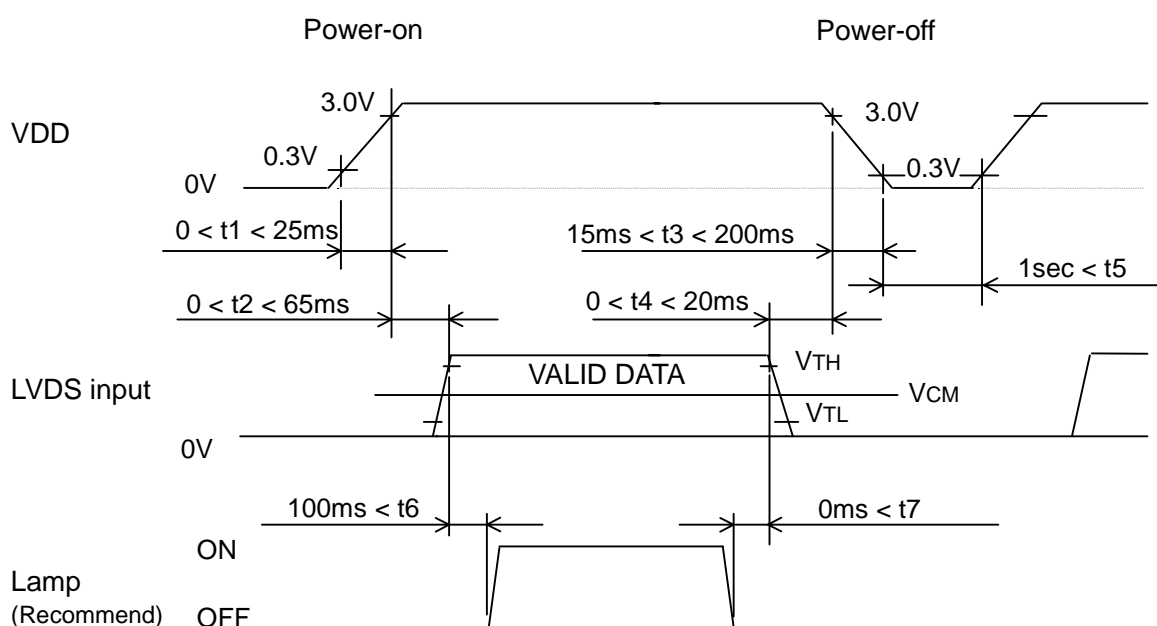 Power-on
Power-off
VDD
3.0V
3.0V
0.3V
0.3V
0V
0 < t1 < 25ms
15ms < t3 < 200ms
1sec < t5
0 < t2 < 65ms
0 < t4 < 20ms
LVDS input
VALID DATA
VTH
VCM
VTL
0V
100ms < t6
0ms < t7
ON
Lamp
(Recommend)
OFF